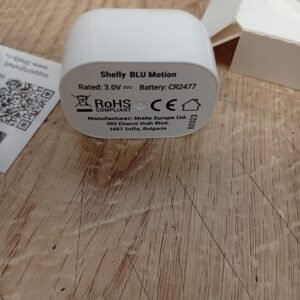 Shelly BLU Motion
Rated: 3.0V⎓ Battery: CR2477
RoHS
COMPLIANT
CE
Manufacturer: Shelly Europe Ltd.
103 Cherni Vrah Blvd.
1407 Sofia, Bulgaria